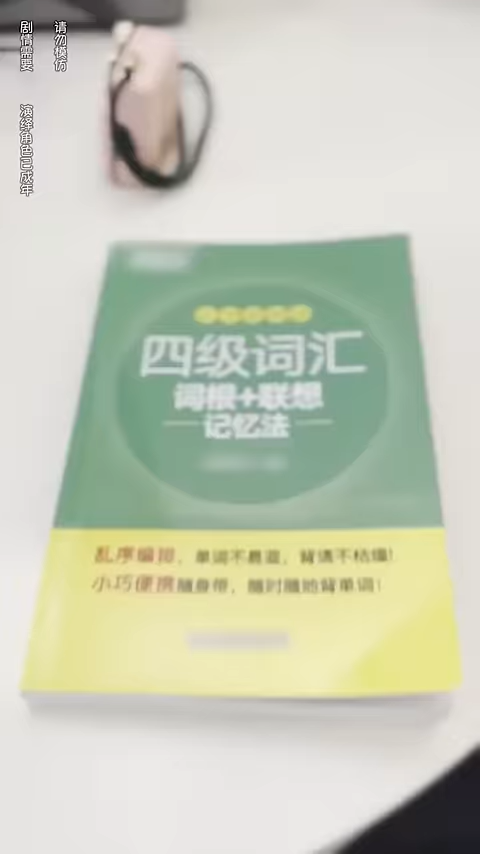 请勿模仿
剧情需要 演绎角色已成年
四级词汇
词根+联想
记忆法
乱序编排，单词不易混，背诵不枯燥!
小巧便携随身带，随时随地背单词!